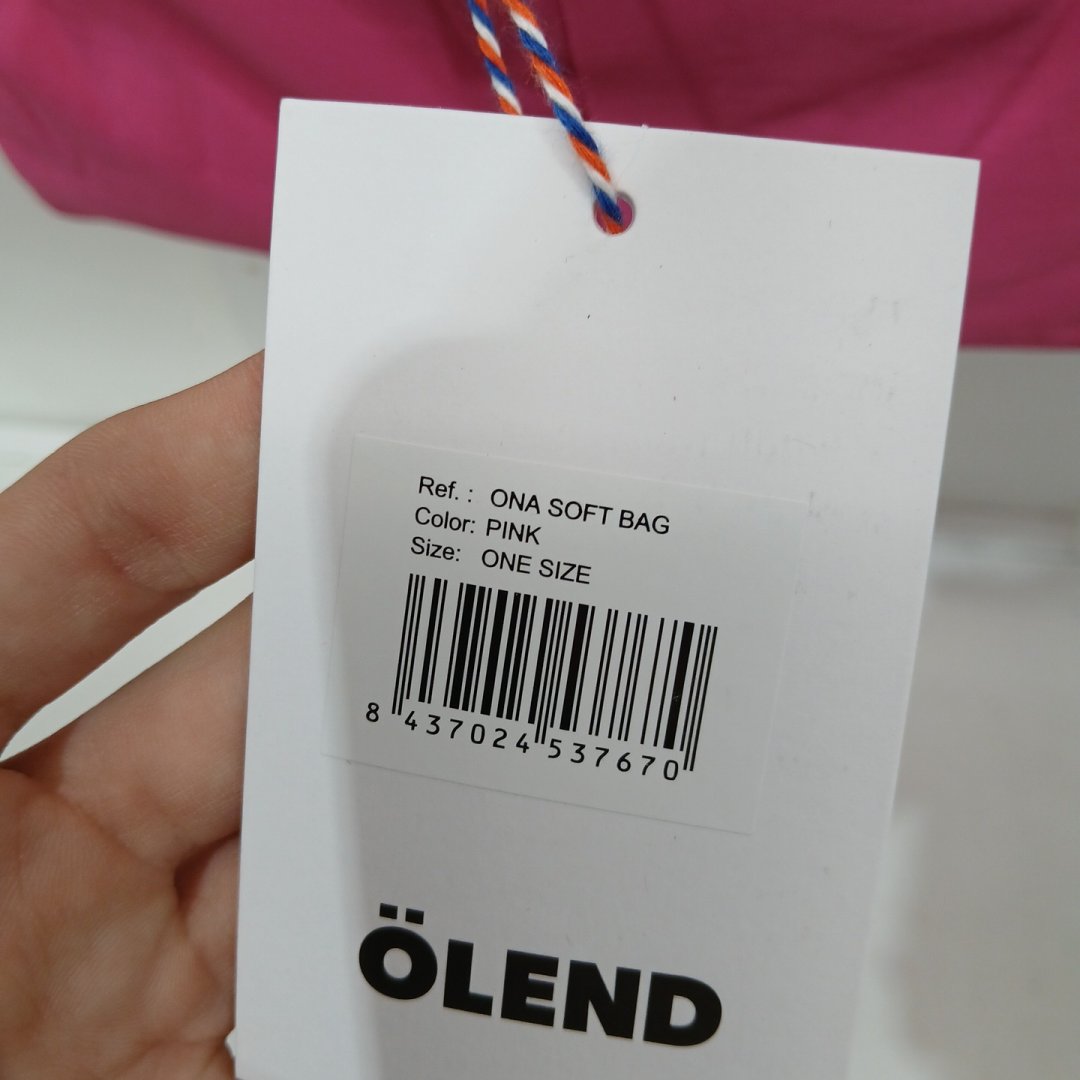 Ref. : ONA SOFT BAG
Color: PINK
Size: ONE SIZE
8 437024 537670
ÖLEND